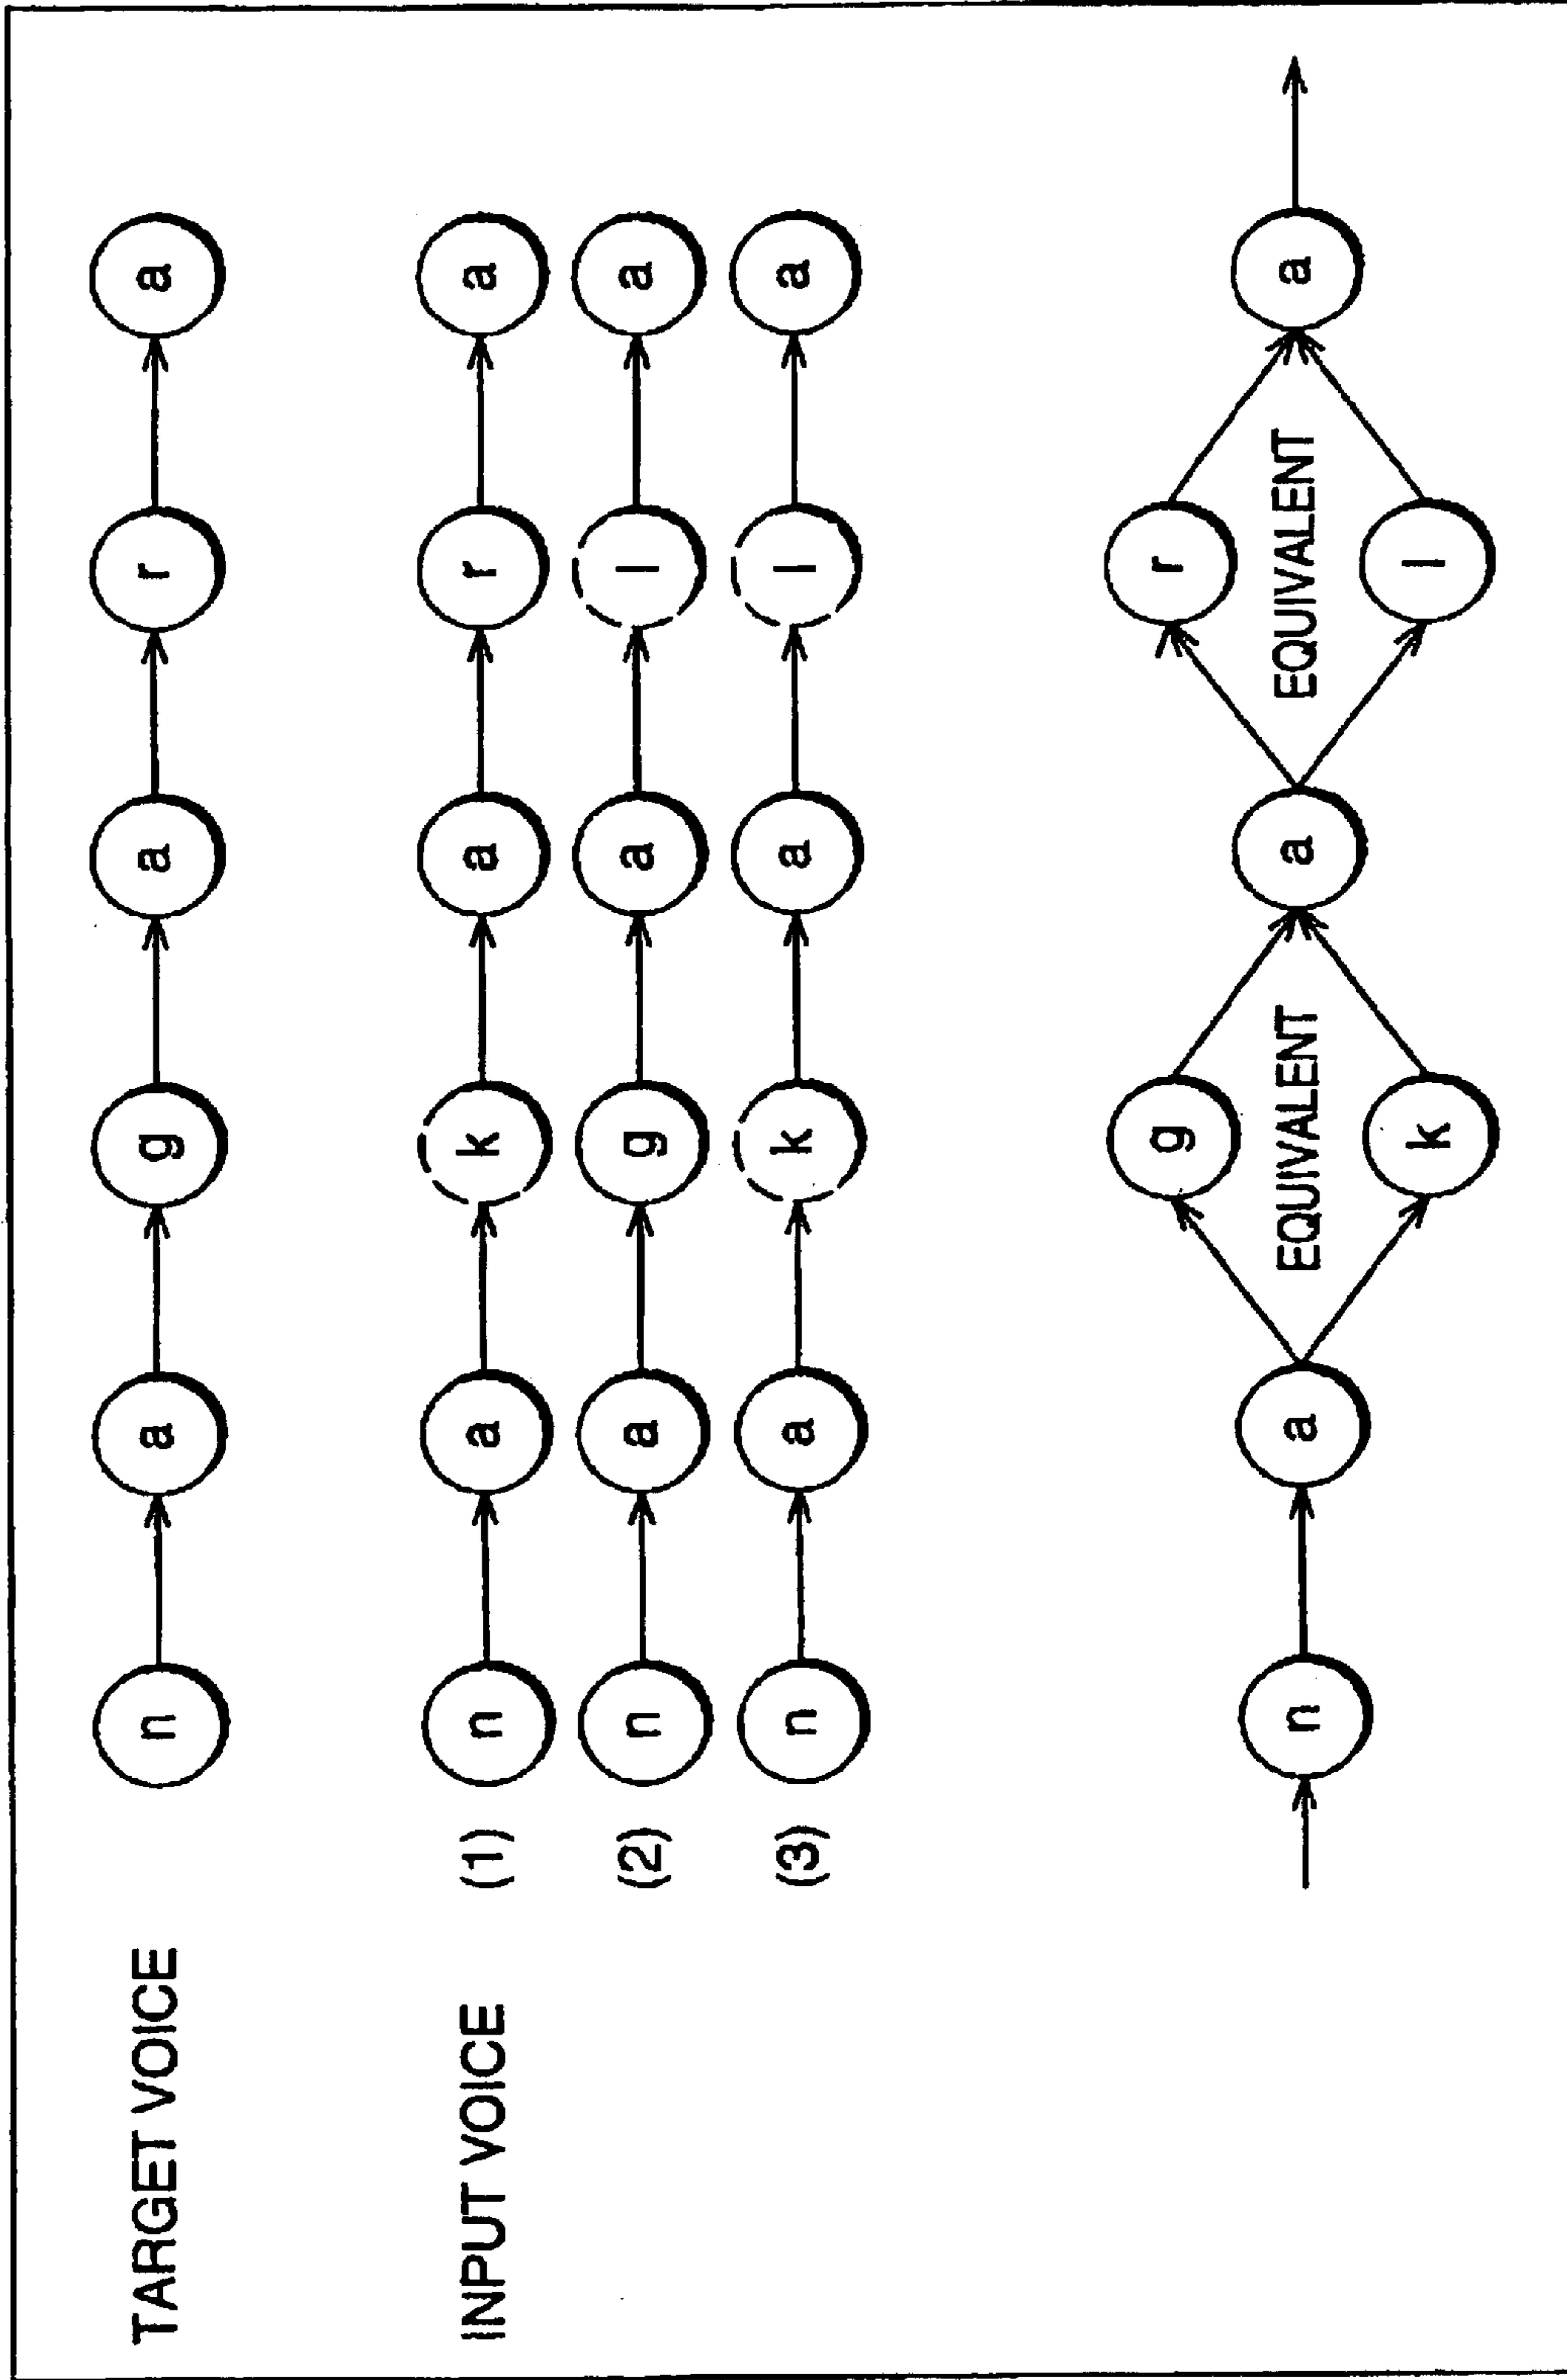 TARGET VOICE n a g a r a
INPUT VOICE (1) n a k a r a
(2) n a g a l a
(3) n a k a l a
g r
n a EQUIVALENT a EQUIVALENT a
k l